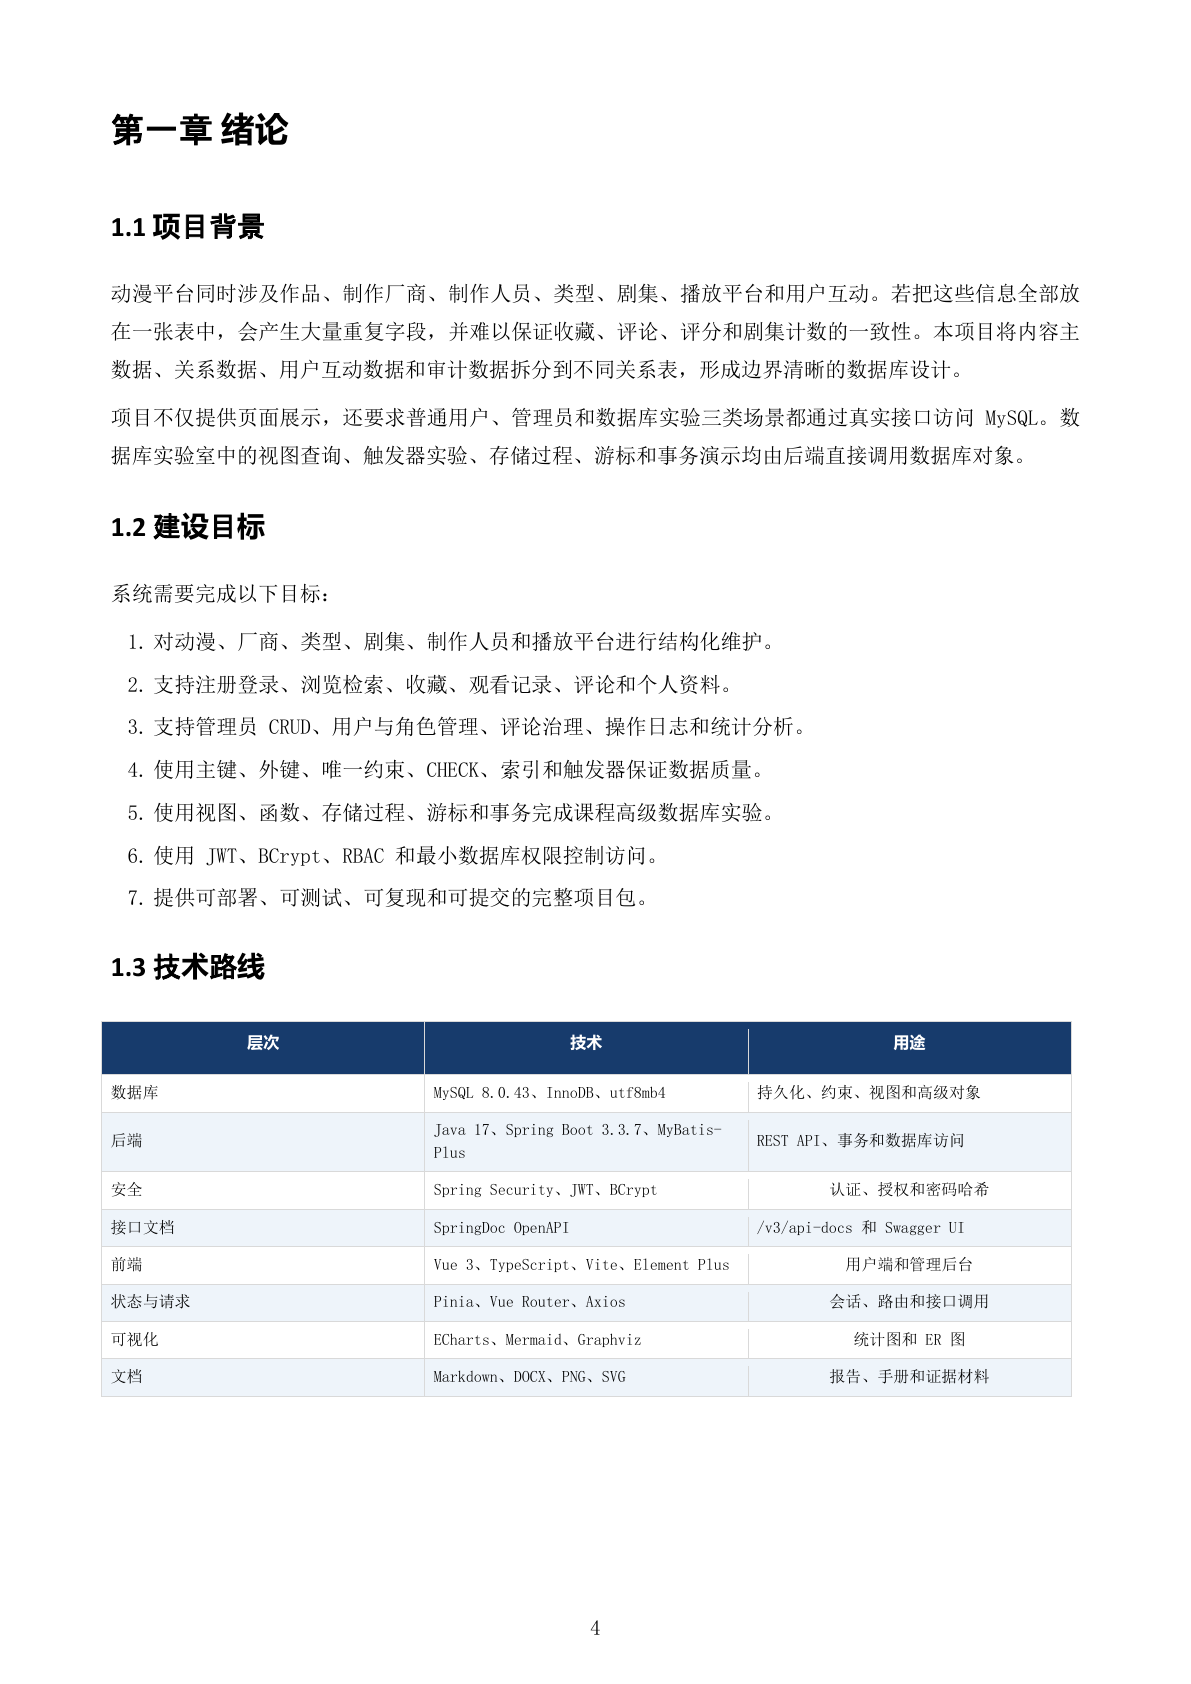 第一章 绪论
1.1 项目背景
动漫平台同时涉及作品、制作厂商、制作人员、类型、剧集、播放平台和用户互动。若把这些信息全部放
在一张表中，会产生大量重复字段，并难以保证收藏、评论、评分和剧集计数的一致性。本项目将内容主
数据、关系数据、用户互动数据和审计数据拆分到不同关系表，形成边界清晰的数据库设计。
项目不仅提供页面展示，还要求普通用户、管理员和数据库实验三类场景都通过真实接口访问 MySQL。数
据库实验室中的视图查询、触发器实验、存储过程、游标和事务演示均由后端直接调用数据库对象。
1.2 建设目标
系统需要完成以下目标：
1. 对动漫、厂商、类型、剧集、制作人员和播放平台进行结构化维护。
2. 支持注册登录、浏览检索、收藏、观看记录、评论和个人资料。
3. 支持管理员 CRUD、用户与角色管理、评论治理、操作日志和统计分析。
4. 使用主键、外键、唯一约束、CHECK、索引和触发器保证数据质量。
5. 使用视图、函数、存储过程、游标和事务完成课程高级数据库实验。
6. 使用 JWT、BCrypt、RBAC 和最小数据库权限控制访问。
7. 提供可部署、可测试、可复现和可提交的完整项目包。
1.3 技术路线
层次 技术 用途
数据库 MySQL 8.0.43、InnoDB、utf8mb4 持久化、约束、视图和高级对象
后端 Java 17、Spring Boot 3.3.7、MyBatis-
Plus REST API、事务和数据库访问
安全 Spring Security、JWT、BCrypt 认证、授权和密码哈希
接口文档 SpringDoc OpenAPI /v3/api-docs 和 Swagger UI
前端 Vue 3、TypeScript、Vite、Element Plus 用户端和管理后台
状态与请求 Pinia、Vue Router、Axios 会话、路由和接口调用
可视化 ECharts、Mermaid、Graphviz 统计图和 ER 图
文档 Markdown、DOCX、PNG、SVG 报告、手册和证据材料
4